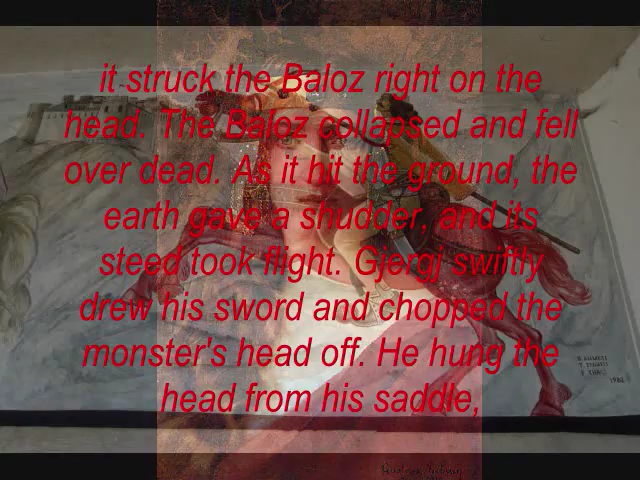 it struck the Baloz right on the
head. The Baloz collapsed and fell
over dead. As it hit the ground, the
earth gave a shudder, and its
steed took flight. Gjergj swiftly
drew his sword and chopped the
monster's head off. He hung the
head from his saddle,
1982